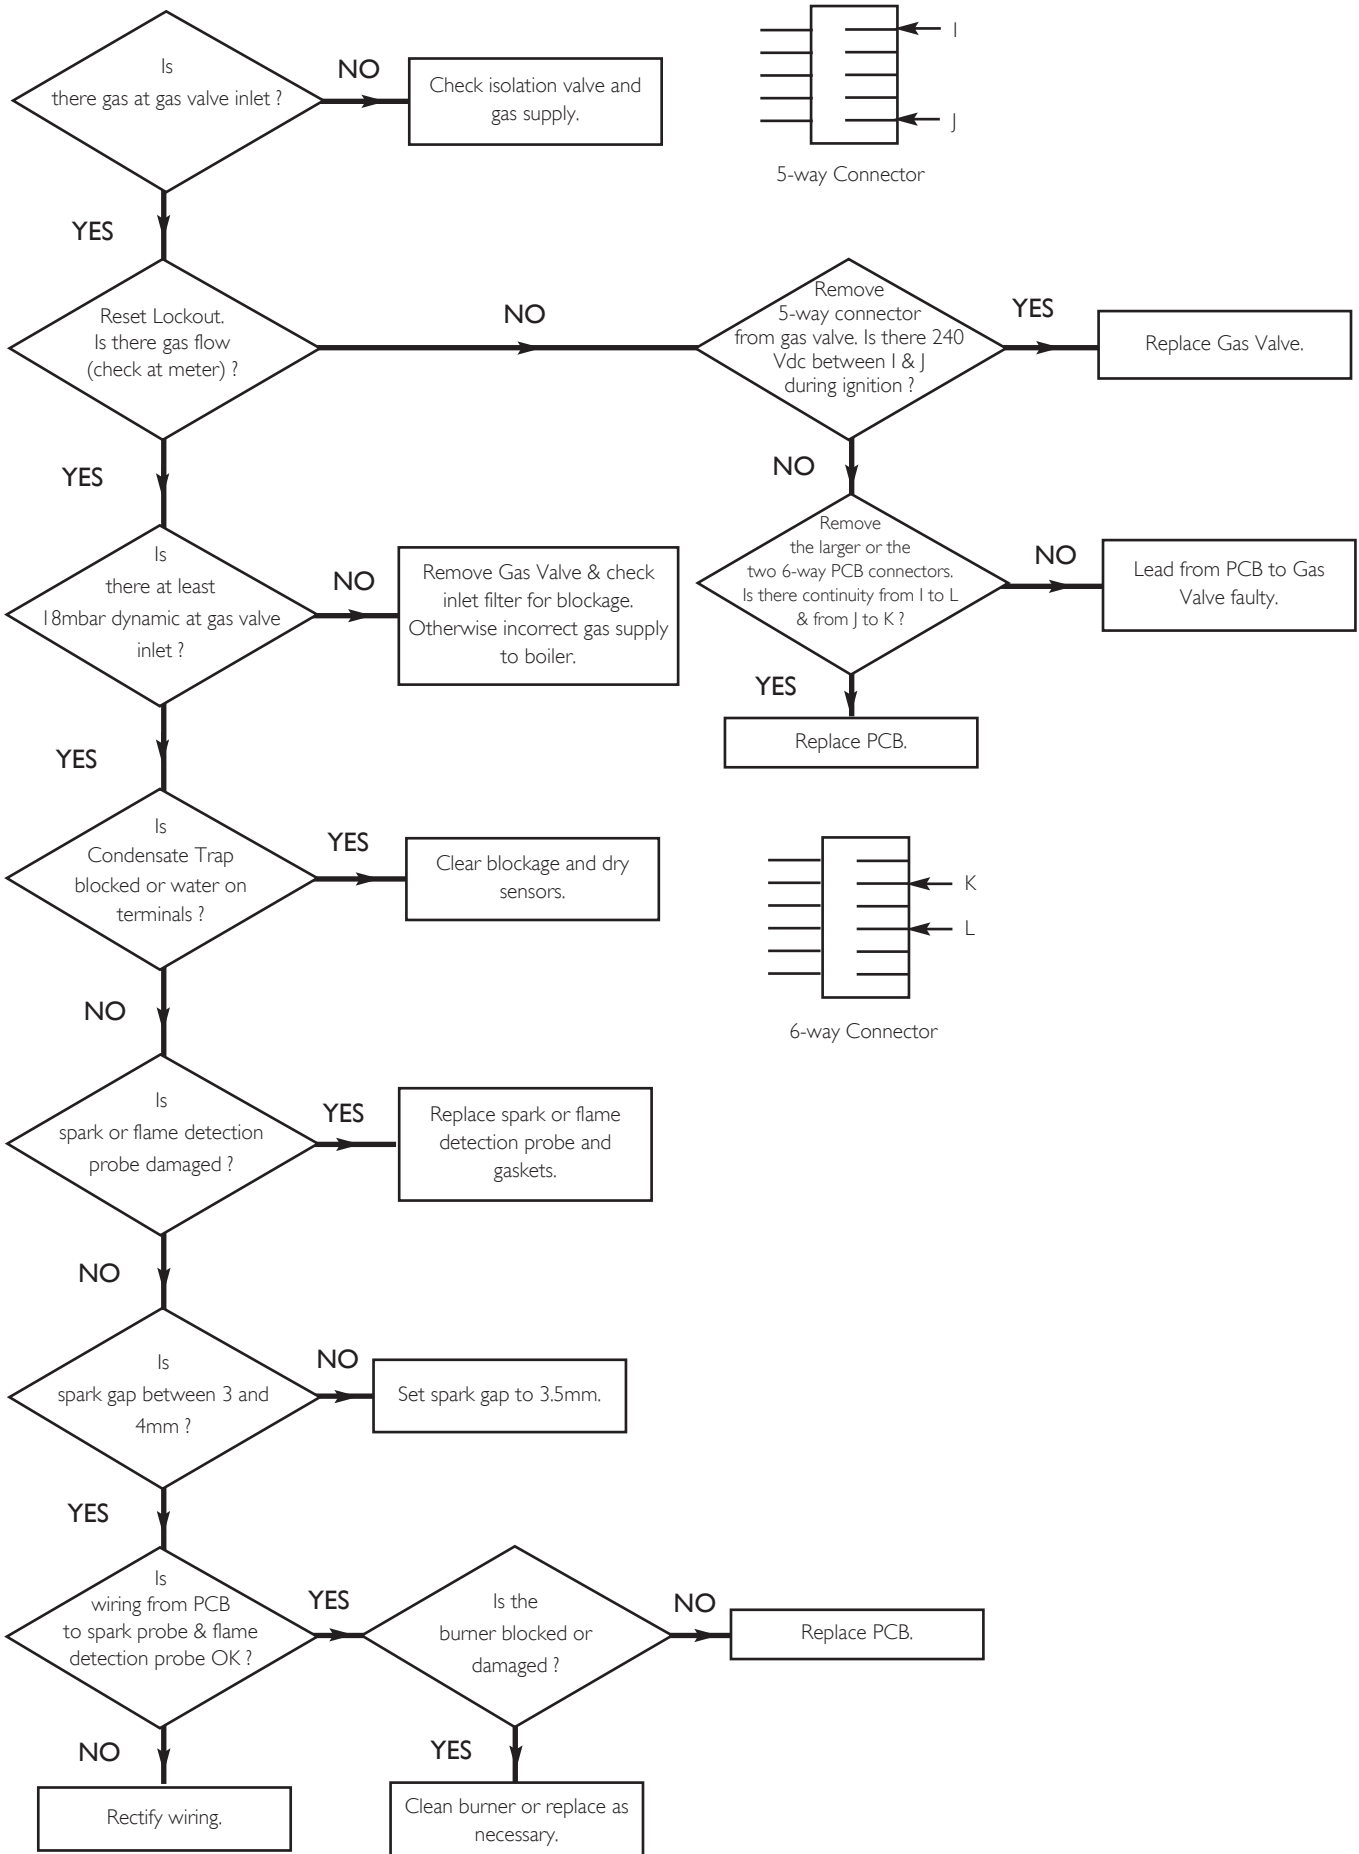 Is
there gas at gas valve inlet ?
NO
Check isolation valve and
gas supply.
I
J
5-way Connector
YES
Reset Lockout.
Is there gas flow
(check at meter) ?
NO
Remove
5-way connector
from gas valve. Is there 240
Vdc between I & J
during ignition ?
YES
Replace Gas Valve.
YES
NO
Is
there at least
18mbar dynamic at gas valve
inlet ?
NO
Remove Gas Valve & check
inlet filter for blockage.
Otherwise incorrect gas supply
to boiler.
Remove
the larger or the
two 6-way PCB connectors.
Is there continuity from I to L
& from J to K ?
NO
Lead from PCB to Gas
Valve faulty.
YES
Replace PCB.
YES
Is
Condensate Trap
blocked or water on
terminals ?
YES
Clear blockage and dry
sensors.
K
L
6-way Connector
NO
Is
spark or flame detection
probe damaged ?
YES
Replace spark or flame
detection probe and
gaskets.
NO
Is
spark gap between 3 and
4mm ?
NO
Set spark gap to 3.5mm.
YES
Is
wiring from PCB
to spark probe & flame
detection probe OK ?
YES
Is the
burner blocked or
damaged ?
NO
Replace PCB.
NO
Rectify wiring.
YES
Clean burner or replace as
necessary.